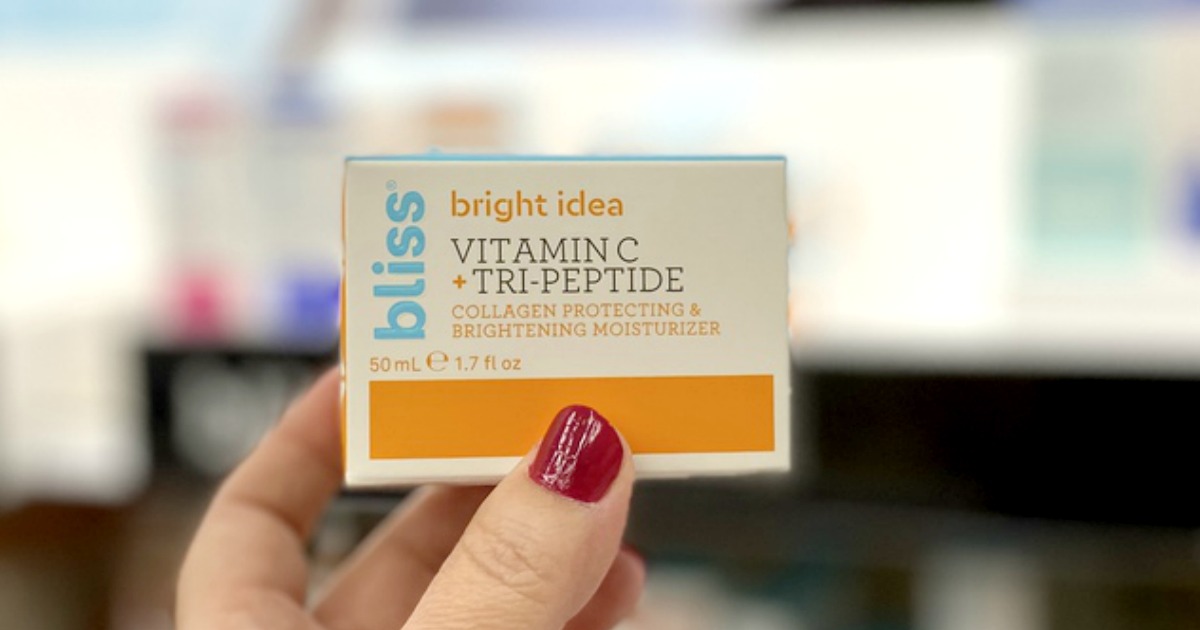 bliss®
bright idea
VITAMIN C
+TRI-PEPTIDE
COLLAGEN PROTECTING &
BRIGHTENING MOISTURIZER
50 mL ℮ 1.7 fl oz